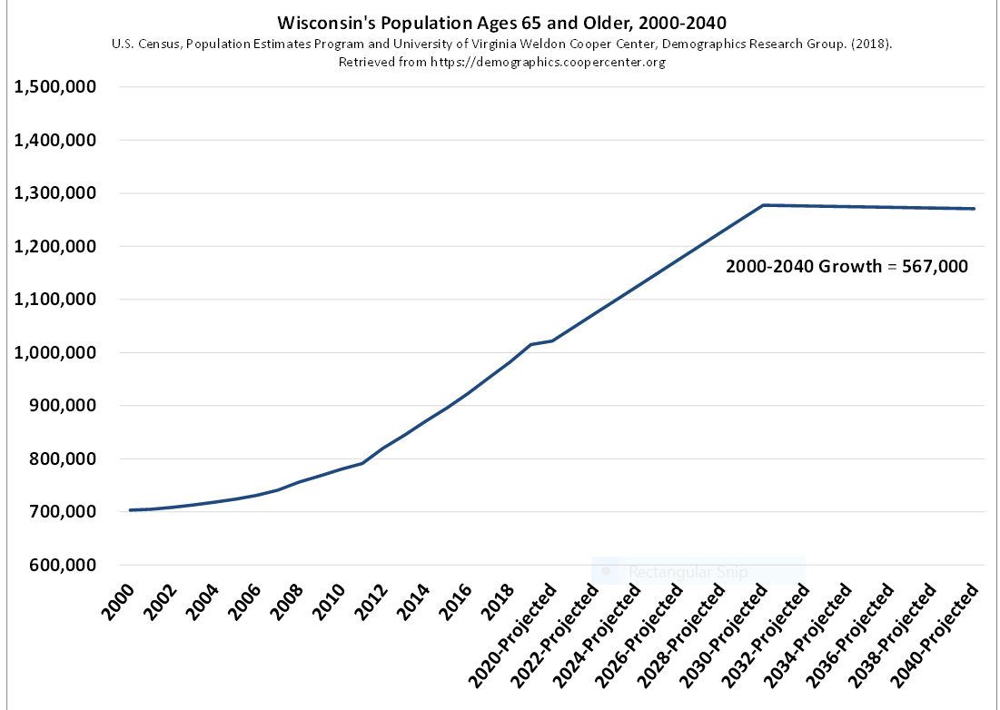 Wisconsin's Population Ages 65 and Older, 2000-2040
U.S. Census, Population Estimates Program and University of Virginia Weldon Cooper Center, Demographics Research Group. (2018).
Retrieved from https://demographics.coopercenter.org
1,500,000
1,400,000
1,300,000
1,200,000
2000-2040 Growth = 567,000
1,100,000
1,000,000
900,000
800,000
700,000
600,000
Rectangular Snip
2000
2002
2004
2006
2008
2010
2012
2014
2016
2018
2020-Projected
2022-Projected
2024-Projected
2026-Projected
2028-Projected
2030-Projected
2032-Projected
2034-Projected
2036-Projected
2038-Projected
2040-Projected